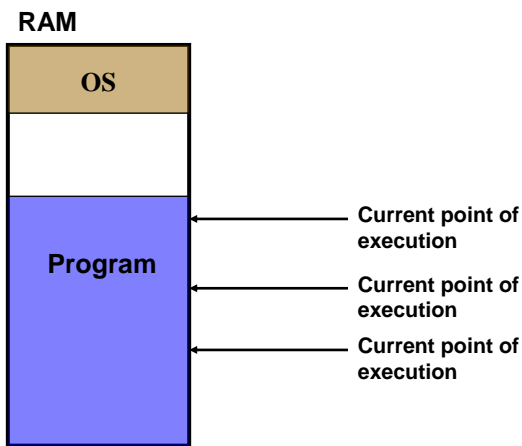 RAM
OS
Program
Current point of
execution
Current point of
execution
Current point of
execution